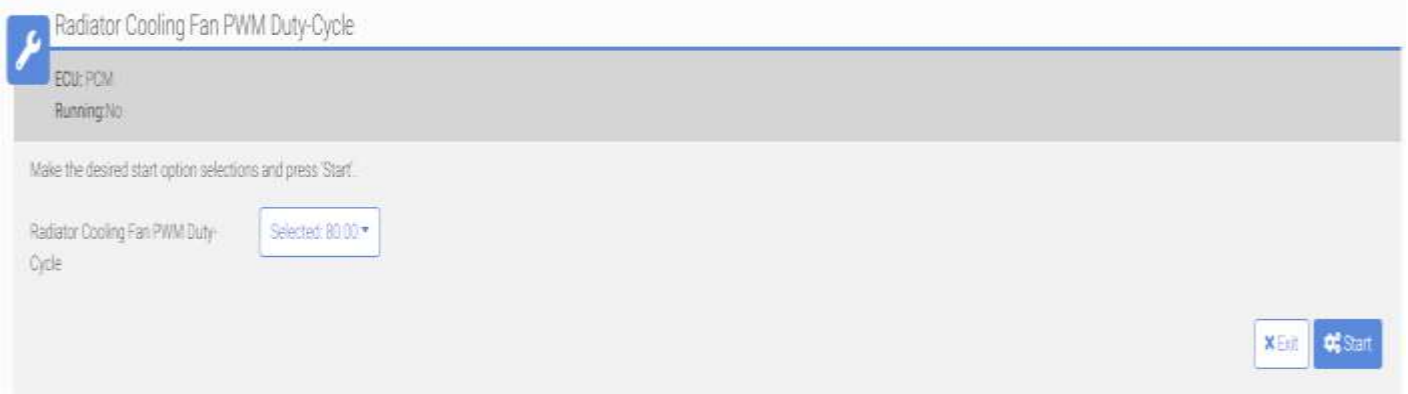 Radiator Cooling Fan PWM Duty-Cycle
ECU: PCM
Running:No
Make the desired start option selections and press 'Start'.
Radiator Cooling Fan PWM Duty-
Cycle
Selected: 80.00
Exit
Start